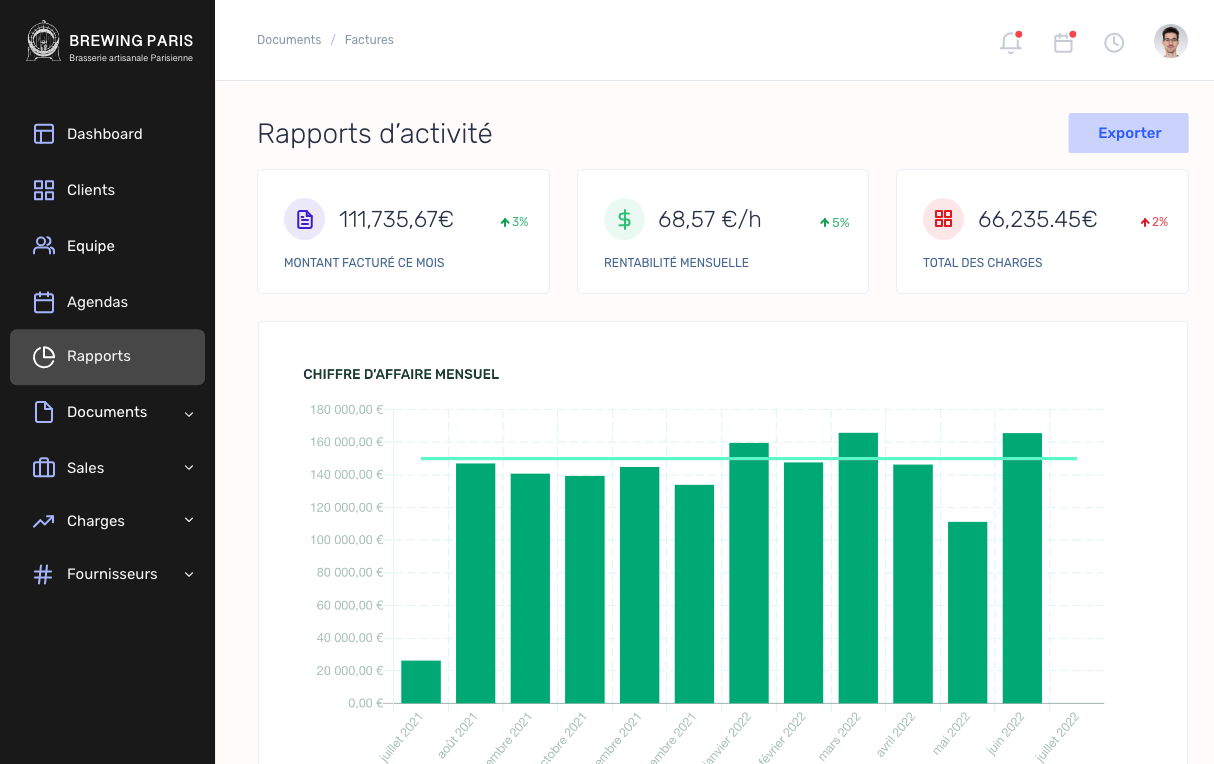 BREWING PARIS
Brasserie artisanale Parisienne
Documents / Factures
Dashboard
Clients
Equipe
Agendas
Rapports
Documents
Sales
Charges
Fournisseurs
Rapports d’activité
Exporter
111,735,67€
3%
MONTANT FACTURÉ CE MOIS
68,57 €/h
5%
RENTABILITÉ MENSUELLE
66,235.45€
2%
TOTAL DES CHARGES
CHIFFRE D'AFFAIRE MENSUEL
180 000,00 €
160 000,00 €
140 000,00 €
120 000,00 €
100 000,00 €
80 000,00 €
60 000,00 €
40 000,00 €
20 000,00 €
0,00 €
juillet 2021
août 2021
embre 2021
ctobre 2021
embre 2021
embre 2021
janvier 2022
février 2022
mars 2022
avril 2022
mai 2022
juin 2022
juillet 2022